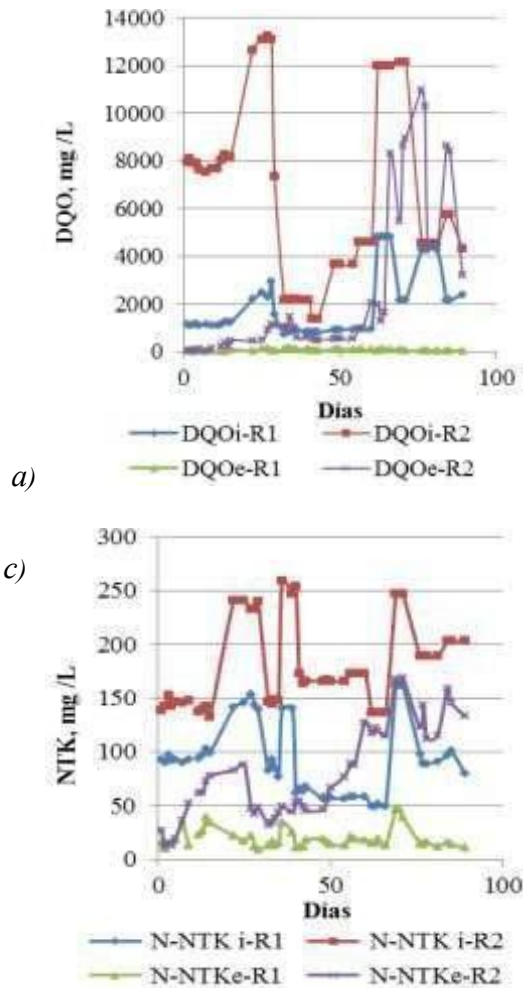 14000
12000
10000
8000
6000
4000
2000
0
DQO, mg /L
0 50 100
Días
DQOi-R1 DQOi-R2
DQOe-R1 DQOe-R2
a)
c)
300
250
200
150
100
50
0
NTK, mg/L
0 50 100
Dias
N-NTK i-R1 N-NTK i-R2
N-NTKe-R1 N-NTKe-R2